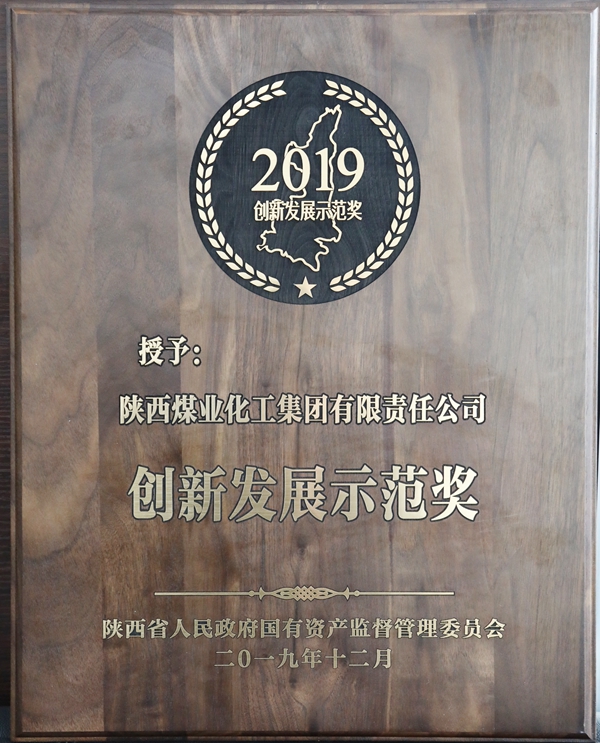 2019
创新发展示范奖
授予：
陕西煤业化工集团有限责任公司
创新发展示范奖
陕西省人民政府国有资产监督管理委员会
二〇一九年十二月